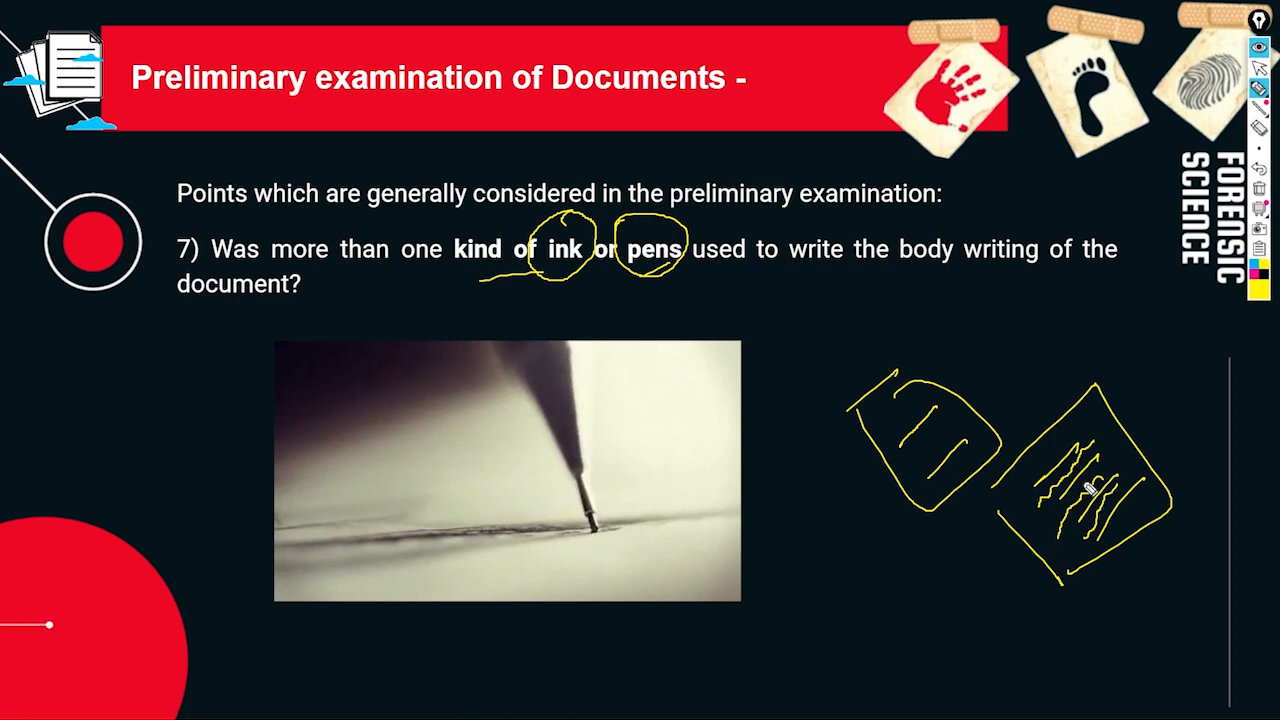 Preliminary examination of Documents -
Points which are generally considered in the preliminary examination:
7) Was more than one kind of ink or pens used to write the body writing of the
document?
FORENSIC
SCIENCE